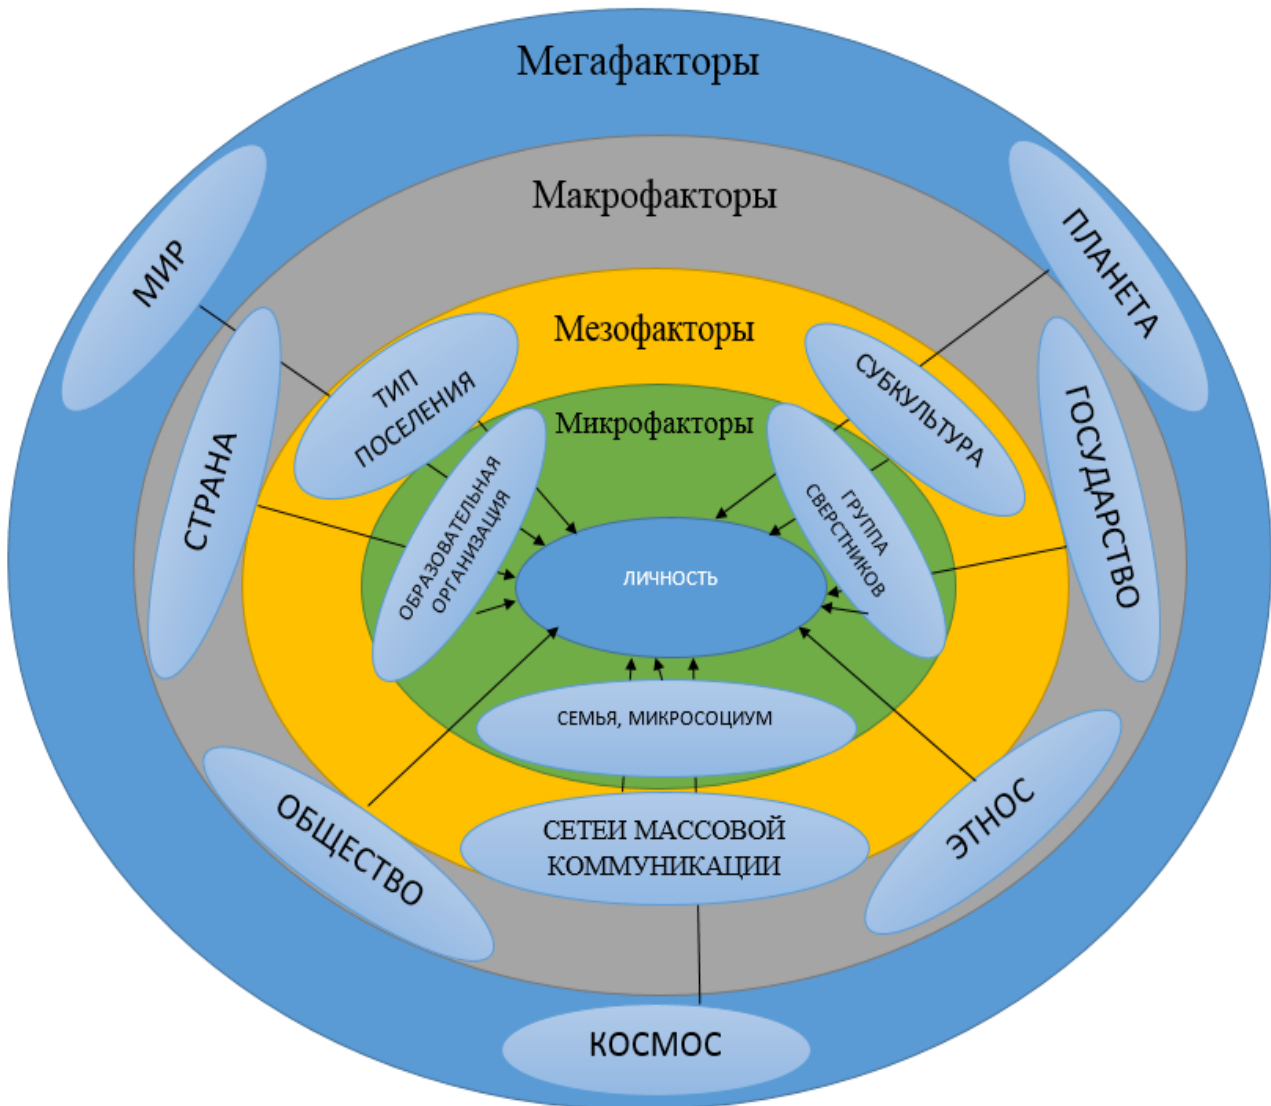 Мегафакторы
Макрофакторы
МИР
ПЛАНЕТА
Мезофакторы
ТИП
ПОСЕЛЕНИЯ
СУБКУЛЬТУРА
СТРАНА
ГОСУДАРСТВО
Микрофакторы
ОБРАЗОВАТЕЛЬНАЯ
ОРГАНИЗАЦИЯ
ГРУППА
СВЕРСТНИКОВ
ЛИЧНОСТЬ
СЕМЬЯ, МИКРОСОЦИУМ
ОБЩЕСТВО
СЕТЕИ МАССОВОЙ
КОММУНИКАЦИИ
ЭТНОС
КОСМОС